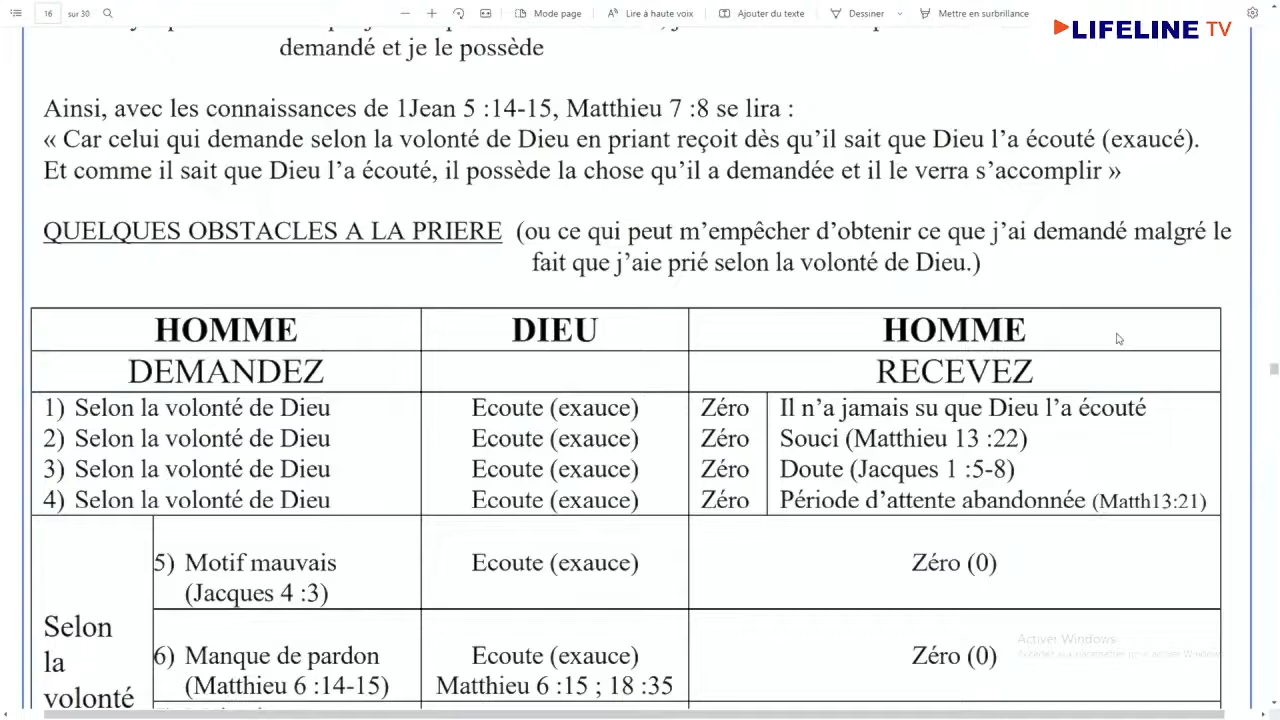 16 sur 30 Mode page Lire à haute voix Ajouter du texte Dessiner Mettre en surbrillance
LIFELINE TV
demandé et je le possède
Ainsi, avec les connaissances de 1Jean 5 :14-15, Matthieu 7 :8 se lira :
« Car celui qui demande selon la volonté de Dieu en priant reçoit dès qu’il sait que Dieu l’a écouté (exaucé).
Et comme il sait que Dieu l’a écouté, il possède la chose qu’il a demandée et il le verra s’accomplir »
QUELQUES OBSTACLES A LA PRIERE (ou ce qui peut m’empêcher d’obtenir ce que j’ai demandé malgré le
fait que j’aie prié selon la volonté de Dieu.)
HOMME DIEU HOMME
DEMANDEZ RECEVEZ
1) Selon la volonté de Dieu Ecoute (exauce) Zéro Il n’a jamais su que Dieu l’a écouté
2) Selon la volonté de Dieu Ecoute (exauce) Zéro Souci (Matthieu 13 :22)
3) Selon la volonté de Dieu Ecoute (exauce) Zéro Doute (Jacques 1 :5-8)
4) Selon la volonté de Dieu Ecoute (exauce) Zéro Période d’attente abandonnée (Matth13:21)
5) Motif mauvais Ecoute (exauce) Zéro (0)
(Jacques 4 :3)
Selon
la
volonté
6) Manque de pardon Ecoute (exauce) Zéro (0)
(Matthieu 6 :14-15) Matthieu 6 :15 ; 18 :35
Activer Windows